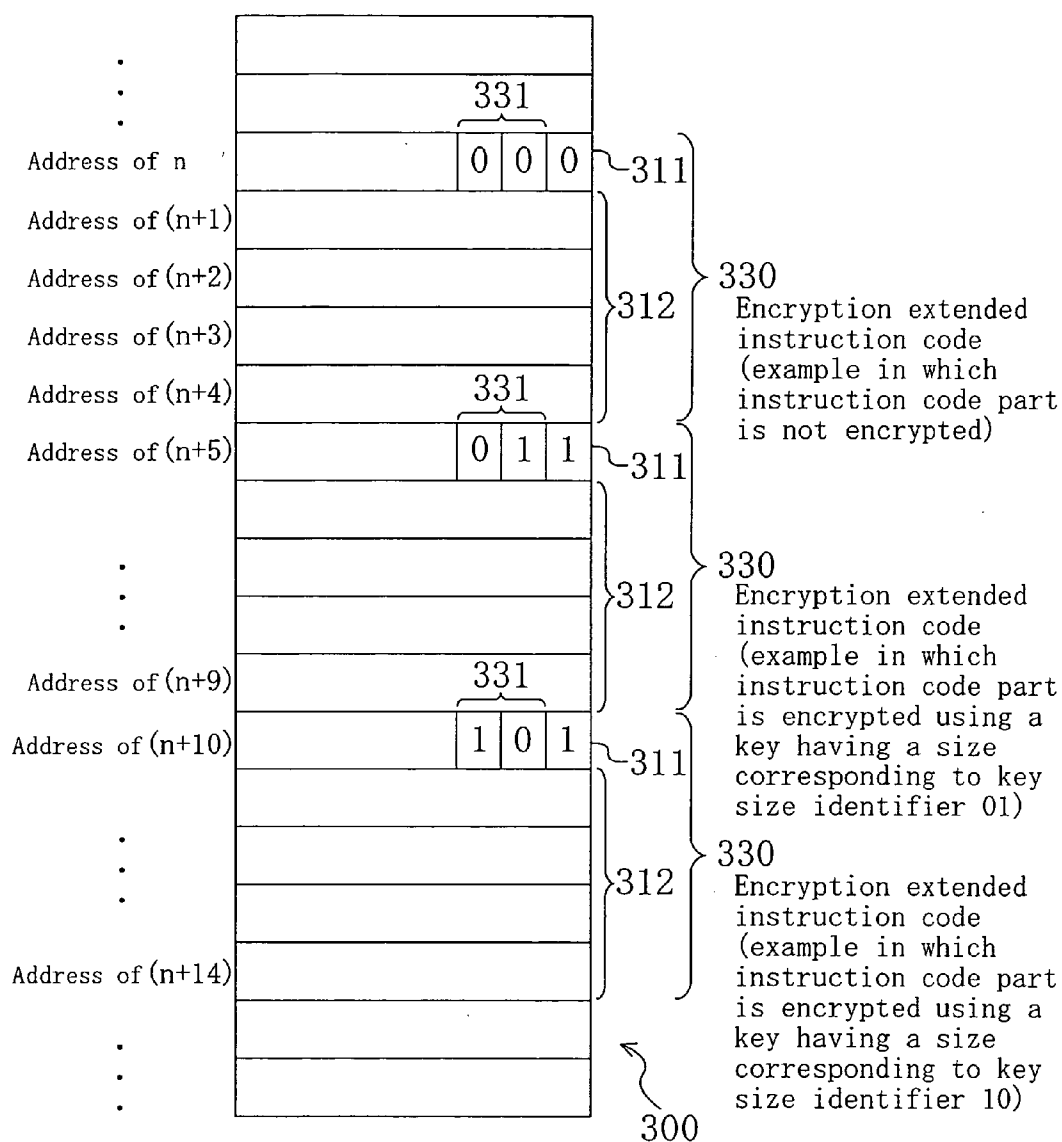 331
Address of n
0 0 0
311
Address of (n+1)
Address of (n+2)
330
312
Encryption extended
instruction code
(example in which
instruction code part
is not encrypted)
Address of (n+3)
Address of (n+4)
331
Address of (n+5)
0 1 1
311
330
312
Encryption extended
instruction code
(example in which
instruction code part
is encrypted using a
key having a size
corresponding to key
size identifier 01)
Address of (n+9)
331
Address of (n+10)
1 0 1
311
330
312
Encryption extended
instruction code
(example in which
instruction code part
is encrypted using a
key having a size
corresponding to key
size identifier 10)
Address of (n+14)
300